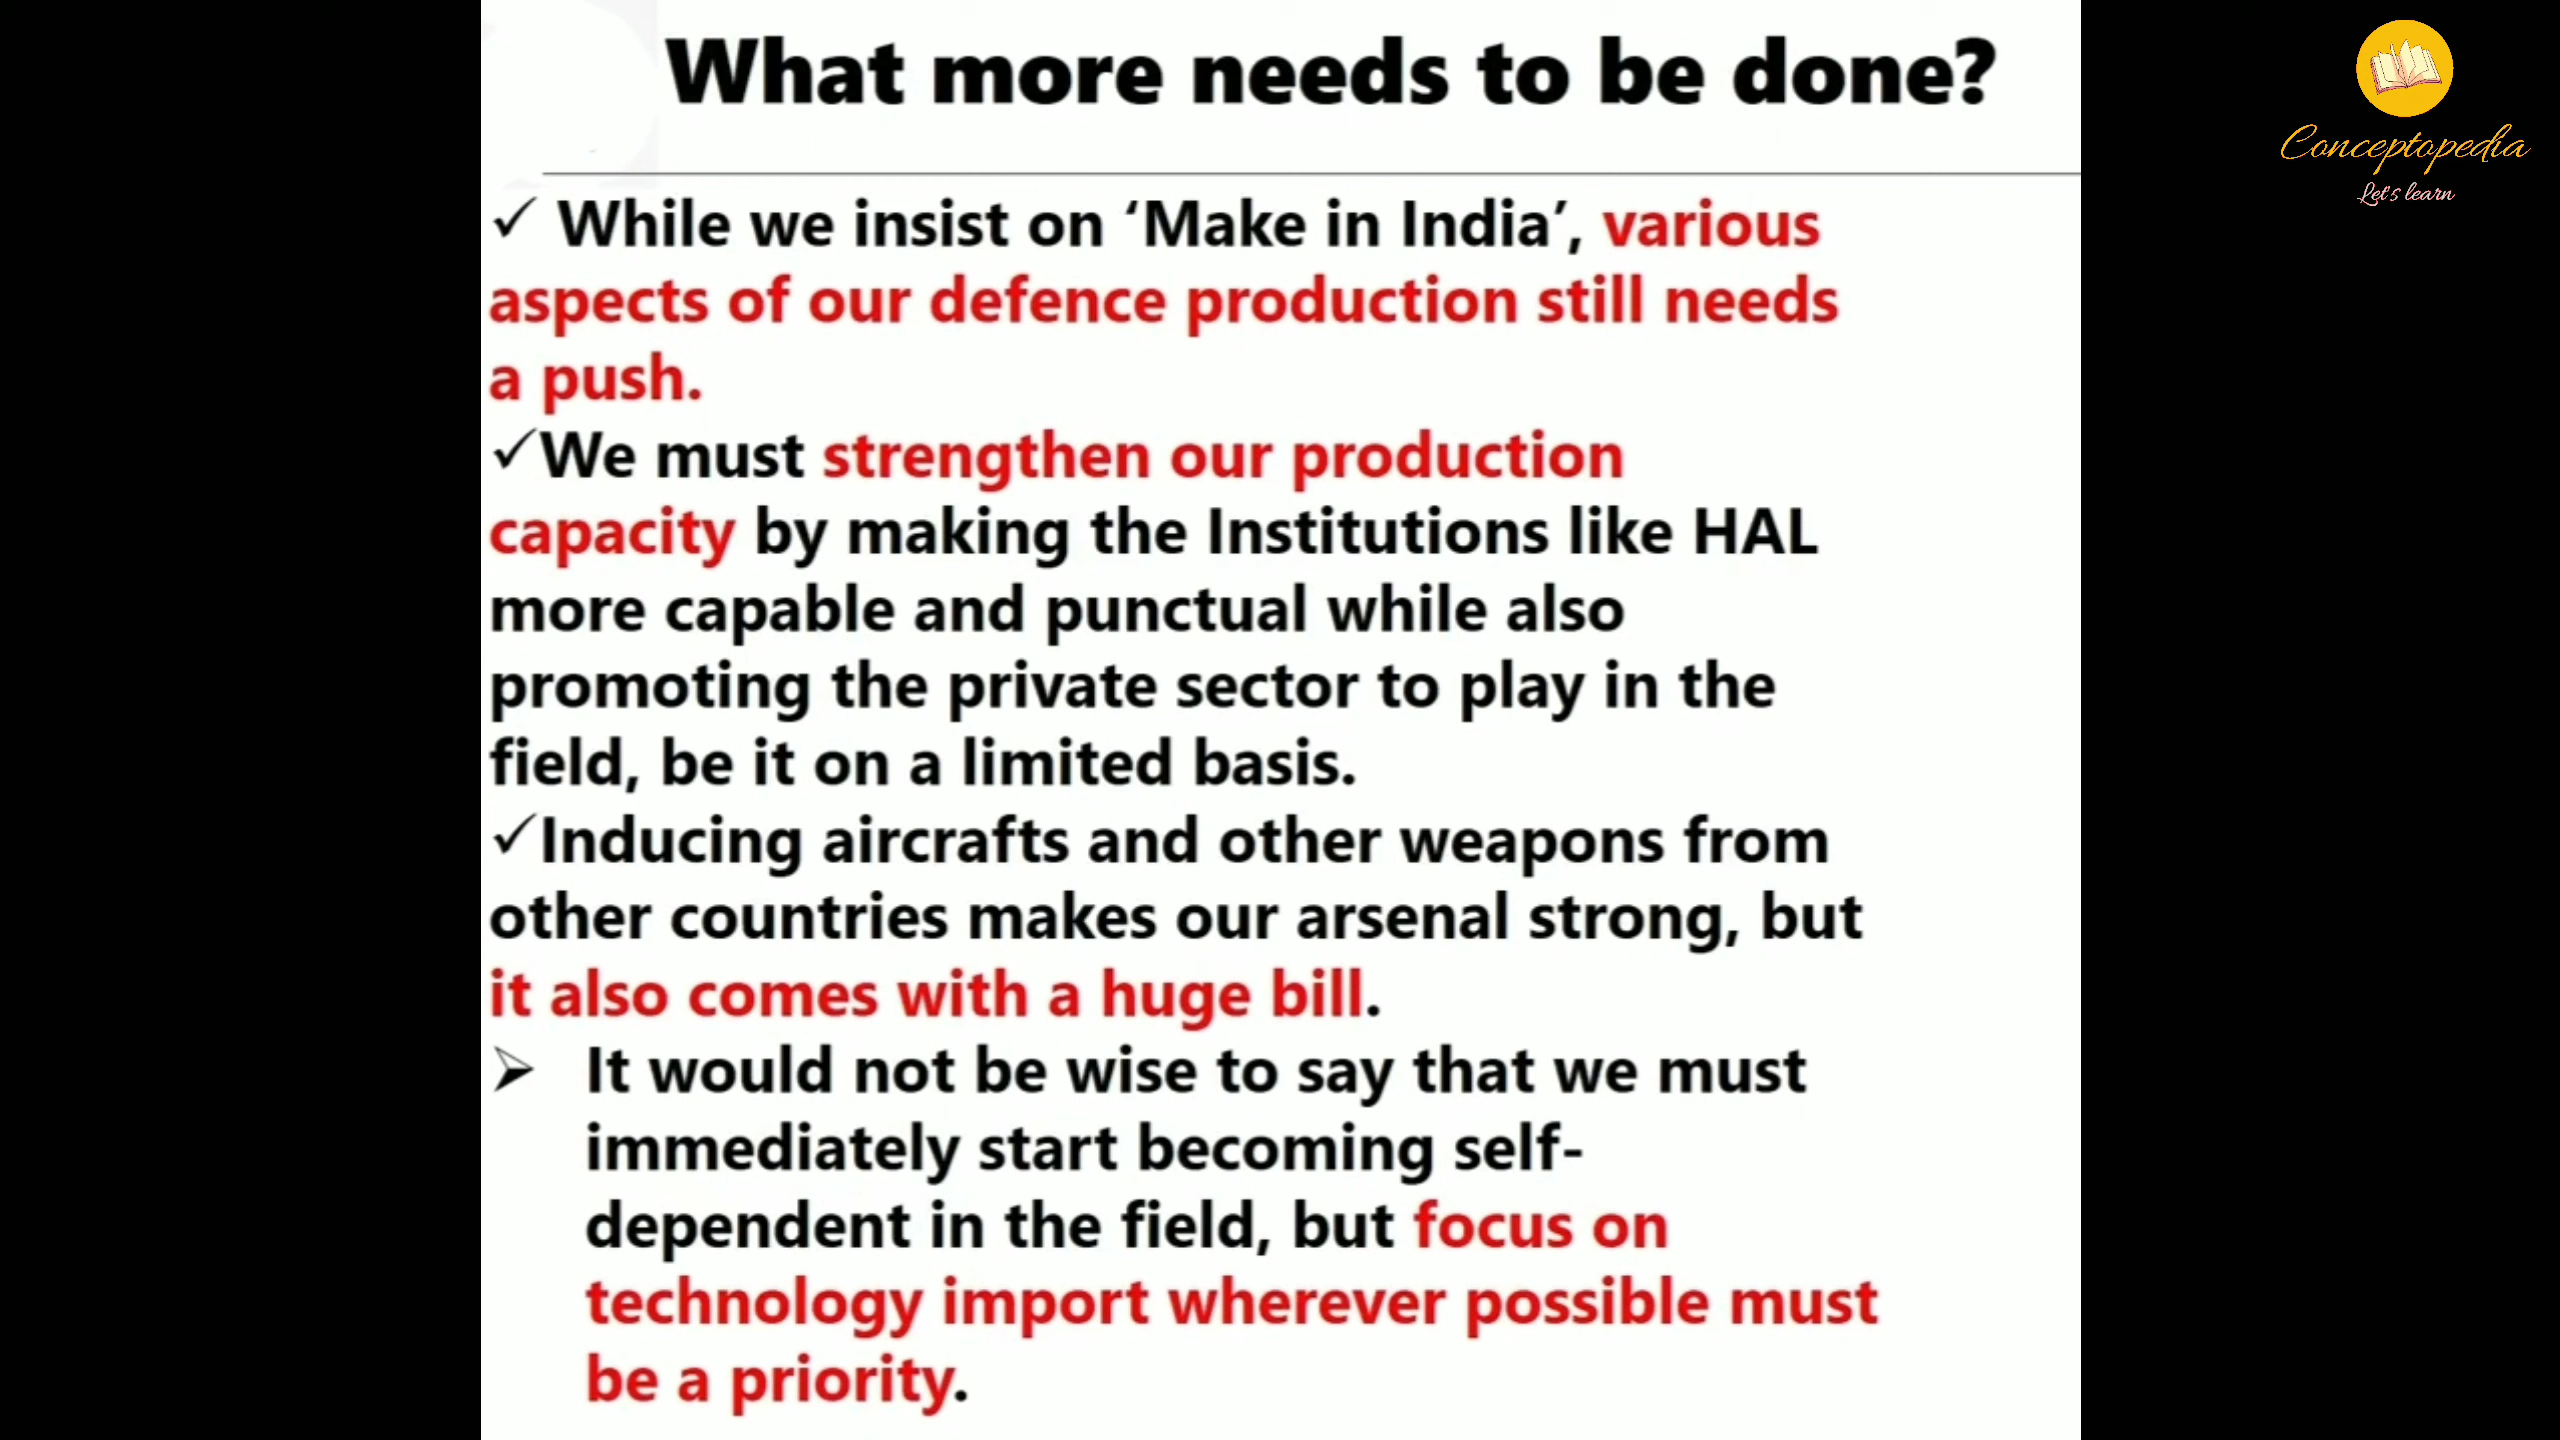 What more needs to be done?
Conceptopedia
Let's learn
✓ While we insist on ‘Make in India’, various
aspects of our defence production still needs
a push.
✓We must strengthen our production
capacity by making the Institutions like HAL
more capable and punctual while also
promoting the private sector to play in the
field, be it on a limited basis.
✓Inducing aircrafts and other weapons from
other countries makes our arsenal strong, but
it also comes with a huge bill.
➢ It would not be wise to say that we must
immediately start becoming self-
dependent in the field, but focus on
technology import wherever possible must
be a priority.